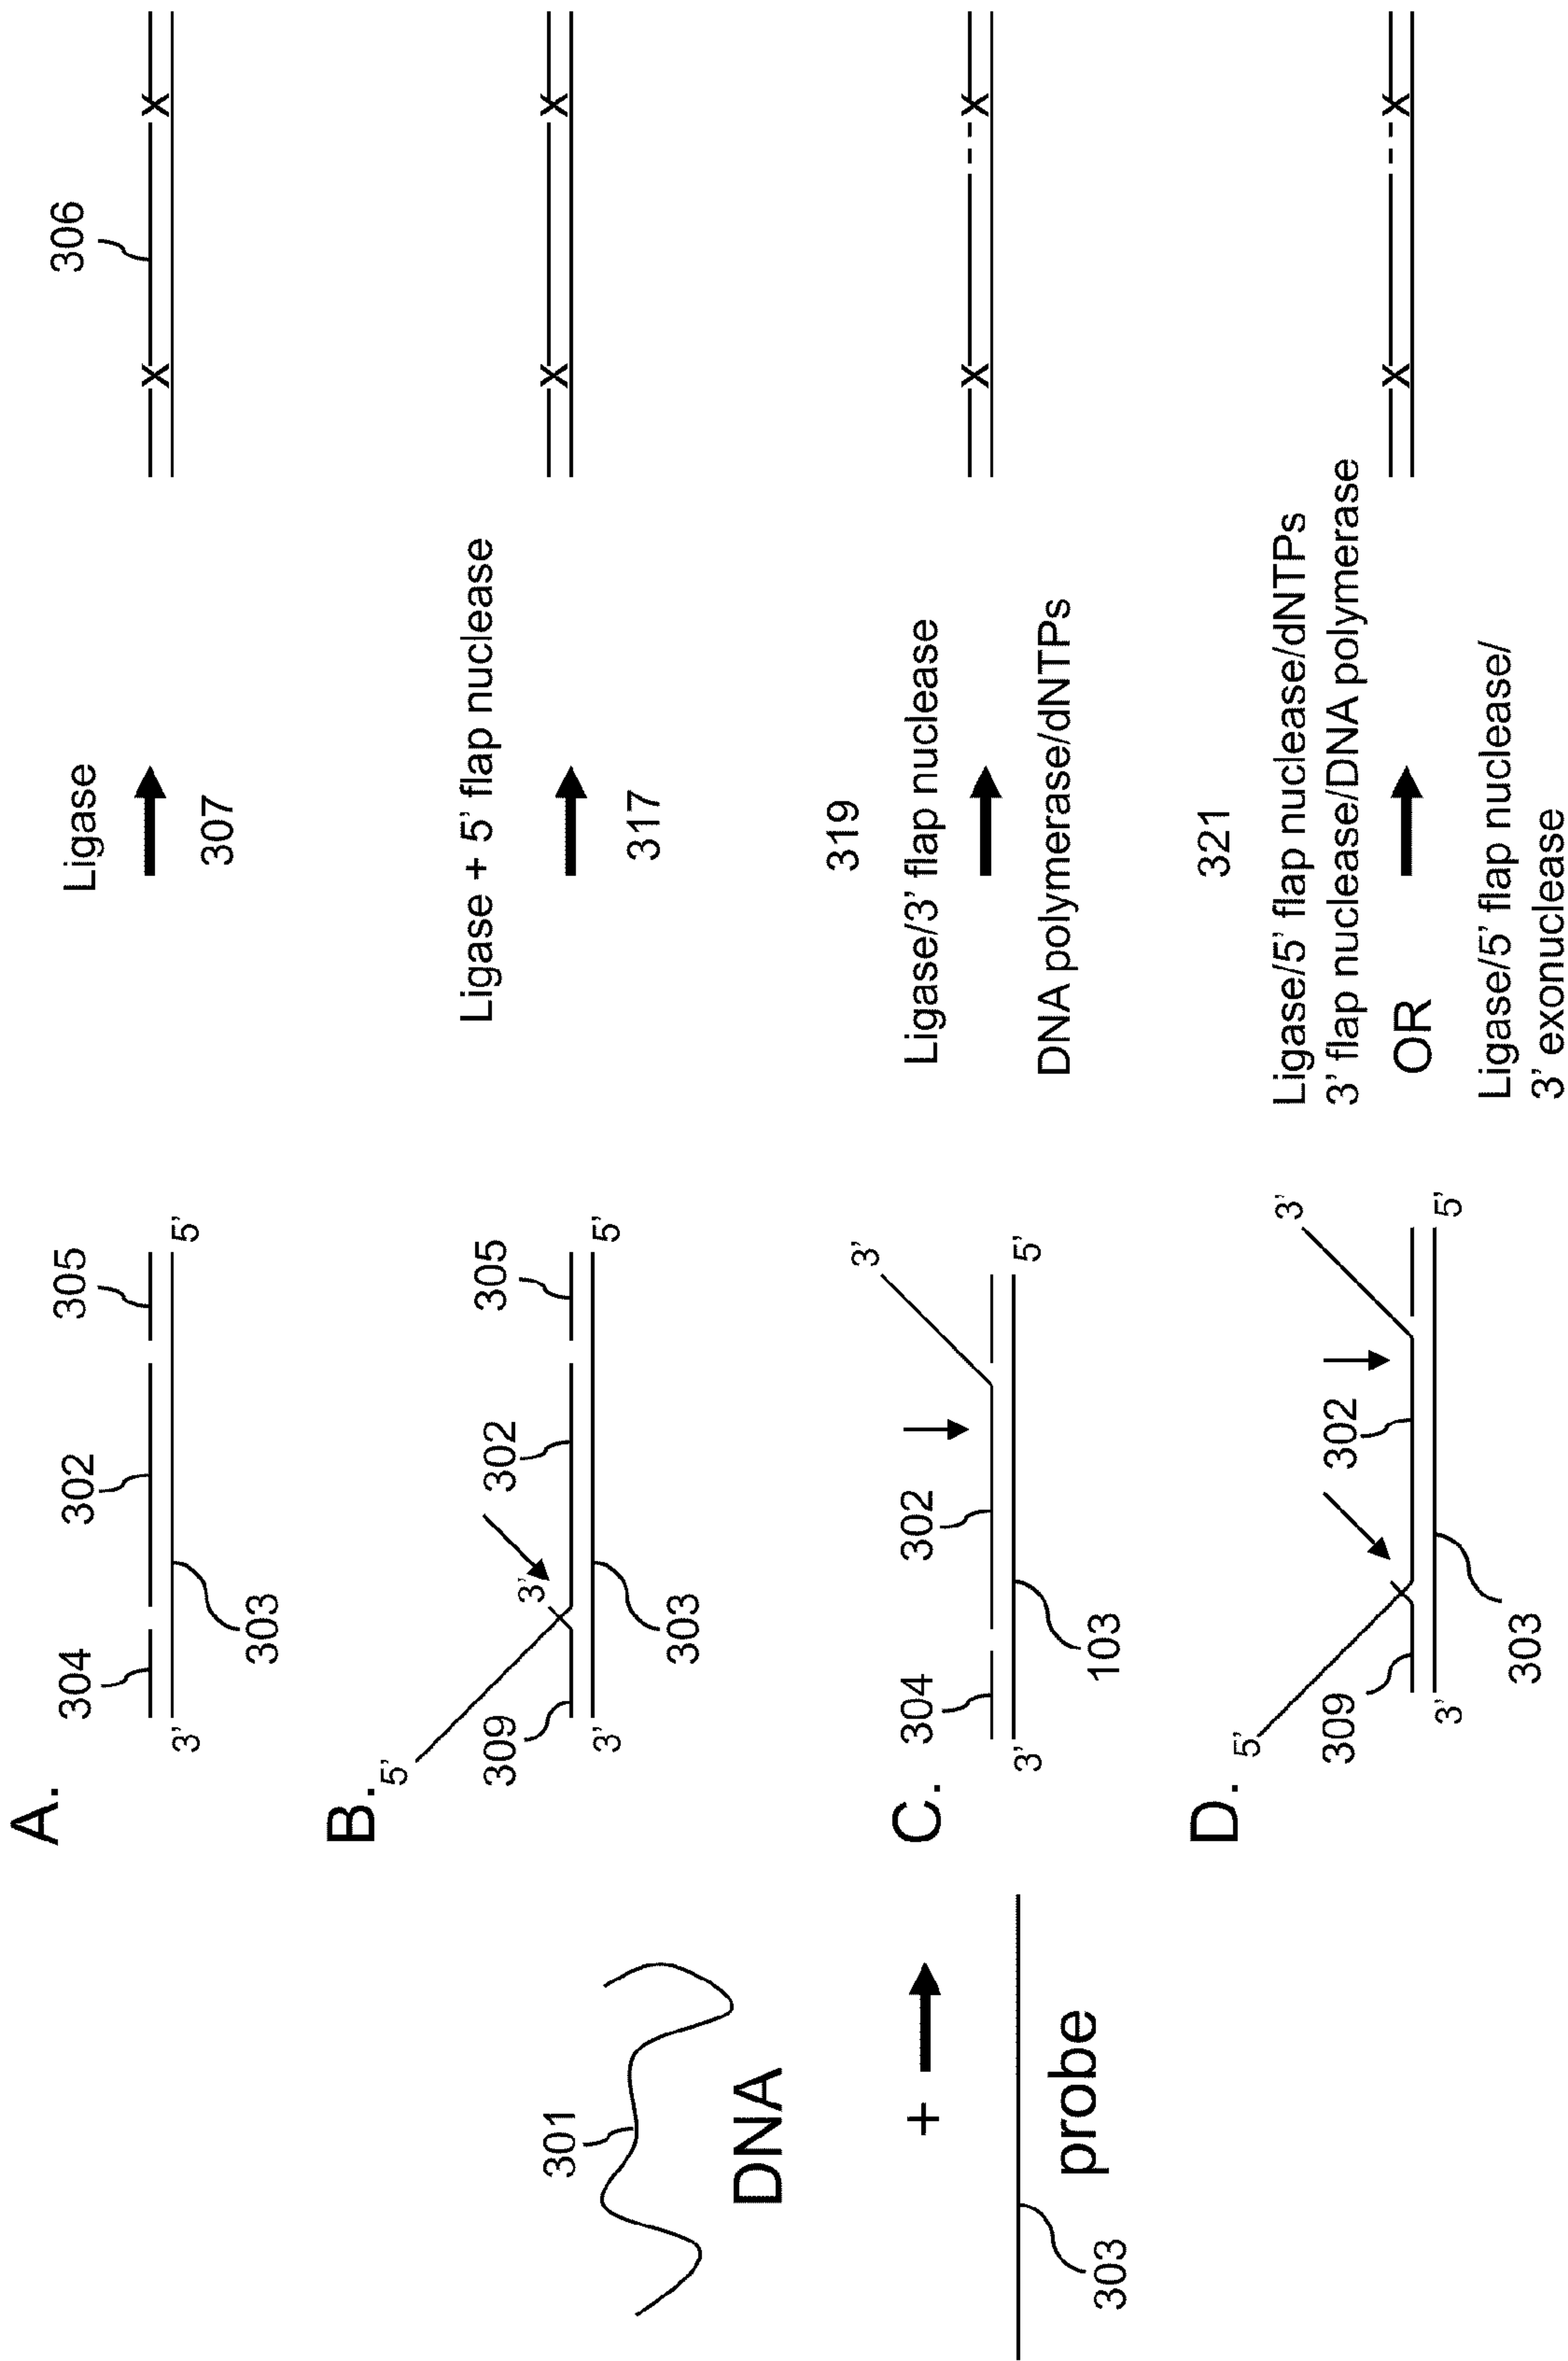 301
DNA
+
303
probe
A.
304
302
305
3'
303
5'
Ligase
307
306
X
X
B.
5'
309
3'
302
305
3'
303
5'
Ligase + 5' flap nuclease
317
X
X
C.
304
302
3'
3'
103
5'
319
Ligase/3' flap nuclease
DNA polymerase/dNTPs
X
X
D.
5'
309
302
3'
3'
303
5'
321
Ligase/5' flap nuclease/dNTPs
3' flap nuclease/DNA polymerase
OR
Ligase/5' flap nuclease/
3' exonuclease
X
X